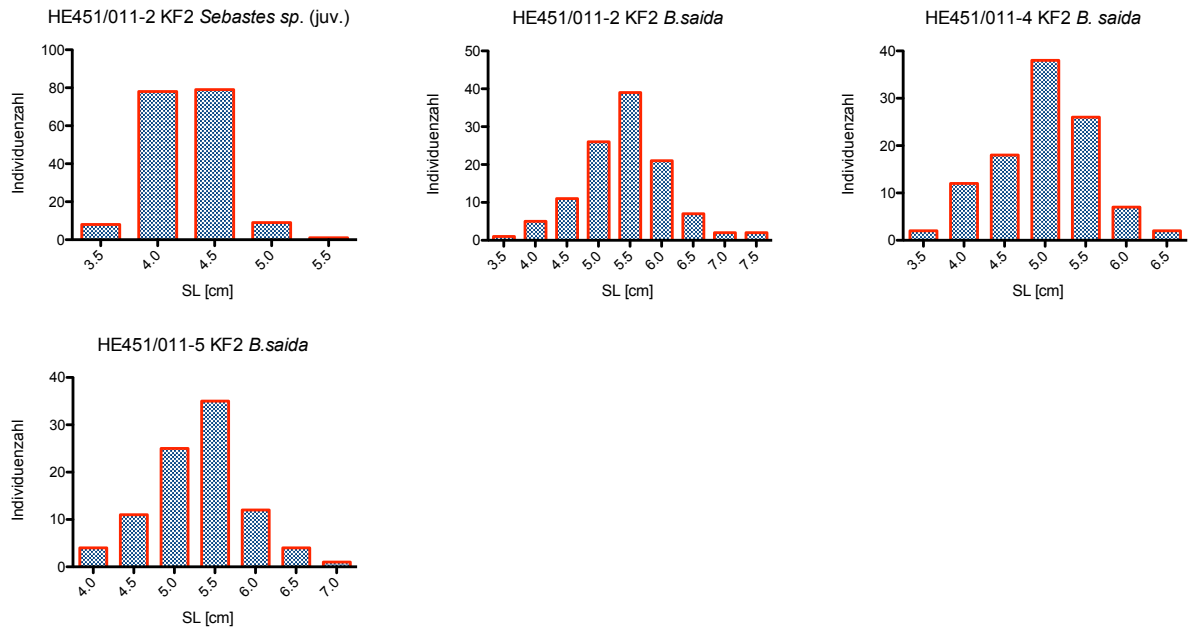 HE451/011-2 KF2 Sebastes sp. (juv.)
Individuenzahl
100
80
60
40
20
0
3.5 4.0 4.5 5.0 5.5
SL [cm]
HE451/011-2 KF2 B.saida
Individuenzahl
50
40
30
20
10
0
3.5 4.0 4.5 5.0 5.5 6.0 6.5 7.0 7.5
SL [cm]
HE451/011-4 KF2 B. saida
Individuenzahl
40
30
20
10
0
3.5 4.0 4.5 5.0 5.5 6.0 6.5
SL [cm]
HE451/011-5 KF2 B.saida
Individuenzahl
40
30
20
10
0
4.0 4.5 5.0 5.5 6.0 6.5 7.0
SL [cm]